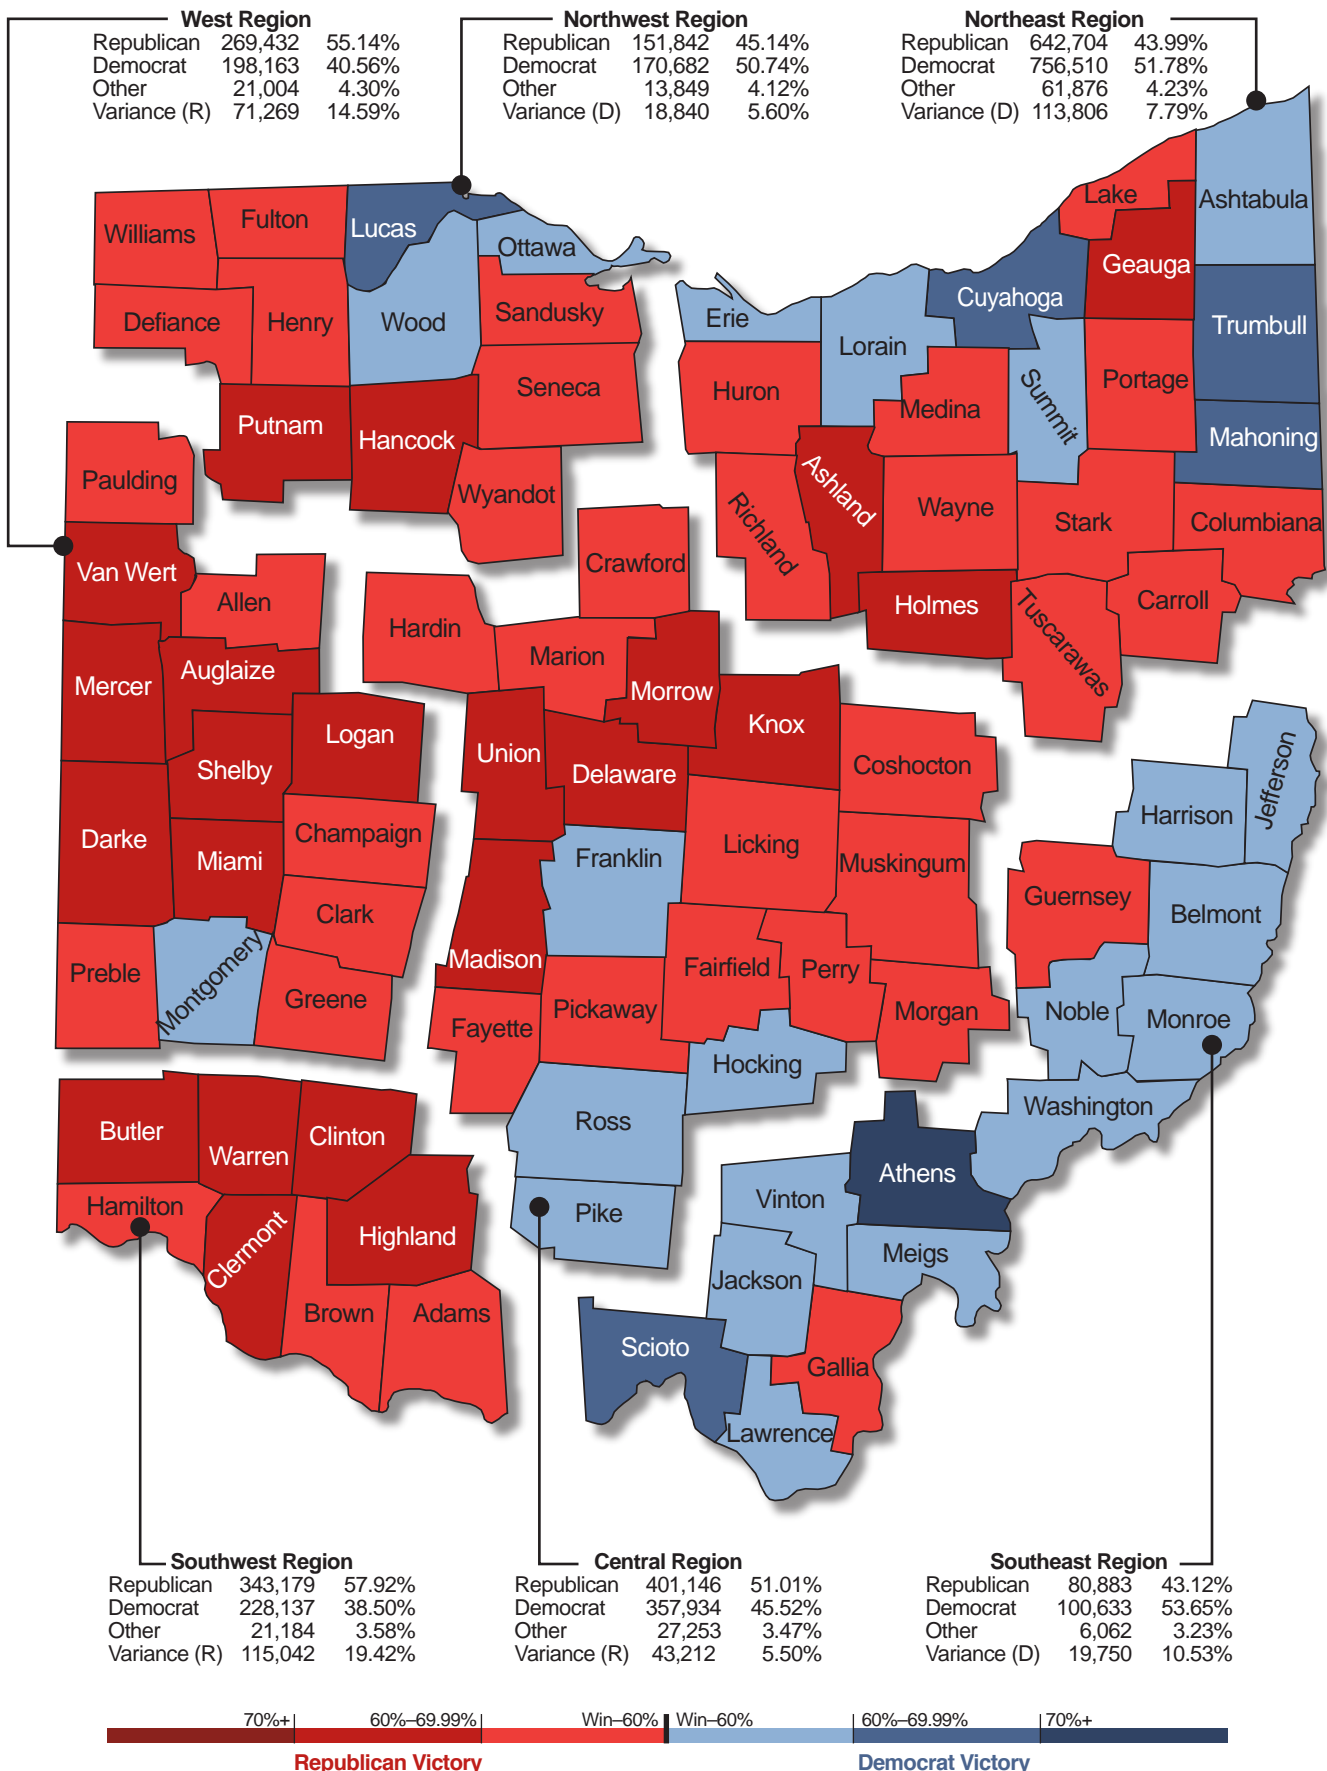 West Region
Republican 269,432 55.14%
Democrat 198,163 40.56%
Other 21,004 4.30%
Variance (R) 71,269 14.59%
Northwest Region
Republican 151,842 45.14%
Democrat 170,682 50.74%
Other 13,849 4.12%
Variance (D) 18,840 5.60%
Northeast Region
Republican 642,704 43.99%
Democrat 756,510 51.78%
Other 61,876 4.23%
Variance (D) 113,806 7.79%
Williams
Fulton
Lucas
Ottawa
Defiance
Henry
Wood
Sandusky
Seneca
Putnam
Hancock
Wyandot
Lake
Ashtabula
Geauga
Cuyahoga
Trumbull
Erie
Lorain
Huron
Medina
Summit
Portage
Mahoning
Ashland
Richland
Wayne
Stark
Columbiana
Holmes
Tuscarawas
Carroll
Paulding
Van Wert
Allen
Mercer
Auglaize
Logan
Shelby
Darke
Miami
Champaign
Clark
Preble
Montgomery
Greene
Crawford
Hardin
Marion
Morrow
Union
Delaware
Knox
Coshocton
Franklin
Licking
Muskingum
Madison
Fairfield
Perry
Fayette
Pickaway
Morgan
Hocking
Ross
Pike
Jefferson
Harrison
Guernsey
Belmont
Noble
Monroe
Washington
Athens
Vinton
Meigs
Jackson
Scioto
Gallia
Lawrence
Butler
Warren
Clinton
Hamilton
Clermont
Highland
Brown
Adams
Southwest Region
Republican 343,179 57.92%
Democrat 228,137 38.50%
Other 21,184 3.58%
Variance (R) 115,042 19.42%
Central Region
Republican 401,146 51.01%
Democrat 357,934 45.52%
Other 27,253 3.47%
Variance (R) 43,212 5.50%
Southeast Region
Republican 80,883 43.12%
Democrat 100,633 53.65%
Other 6,062 3.23%
Variance (D) 19,750 10.53%
70%+ 60%–69.99% Win–60% Win–60% 60%–69.99% 70%+
Republican Victory Democrat Victory